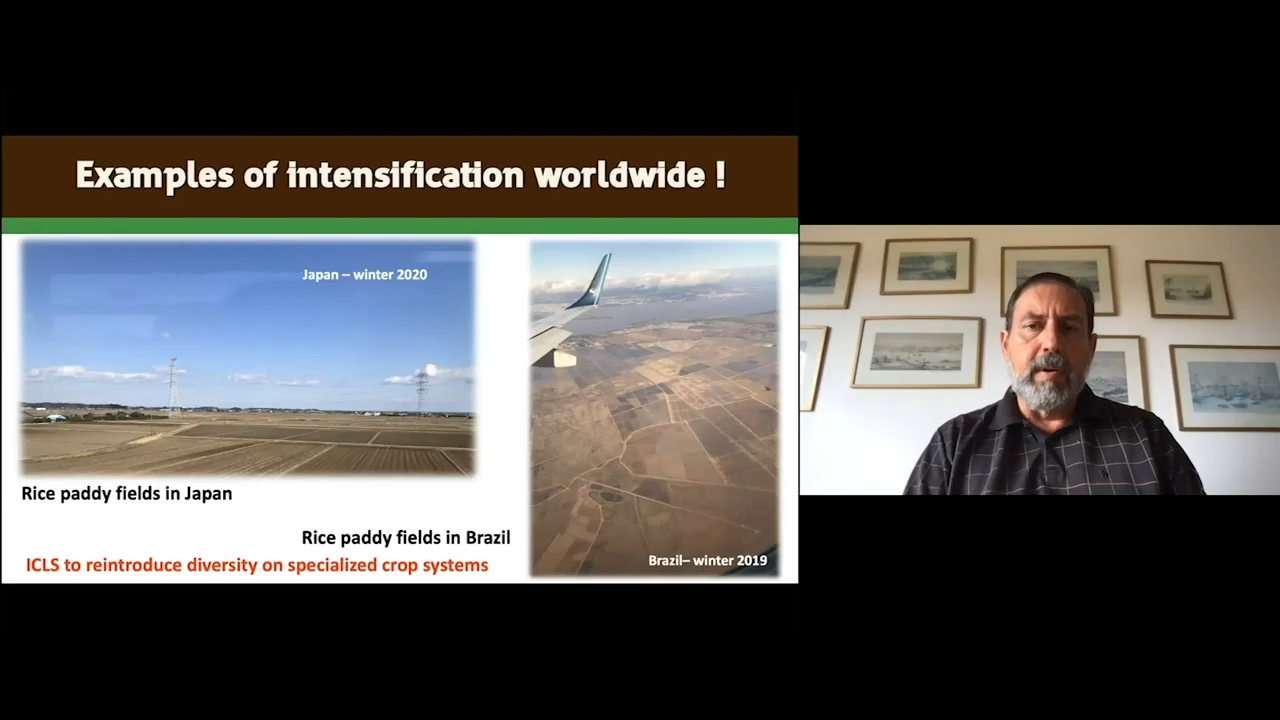 Examples of intensification worldwide !
Japan – winter 2020
Rice paddy fields in Japan
Rice paddy fields in Brazil
ICLS to reintroduce diversity on specialized crop systems
Brazil– winter 2019